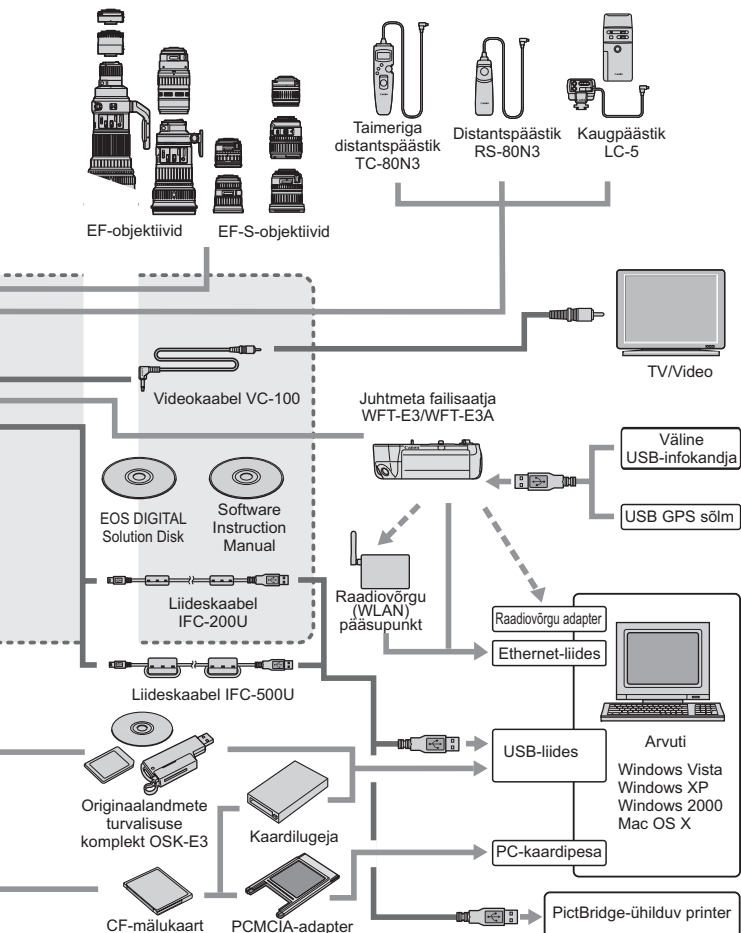 Taimeriga
distantspäästik
TC-80N3
Distantspäästik
RS-80N3
Kaugpäästik
LC-5
EF-objektiivid
EF-S-objektiivid
TV/Video
Videokaabel VC-100
Juhtmeta failisaatja
WFT-E3/WFT-E3A
Canon
Väline
USB-infokandja
USB GPS sõlm
EOS DIGITAL
Solution Disk
Software
Instruction
Manual
Raadiovõrgu
(WLAN)
pääsupunkt
Liideskaabel
IFC-200U
Raadiovõrgu adapter
Ethernet-liides
Liideskaabel IFC-500U
USB-liides
Arvuti
Windows Vista
Windows XP
Windows 2000
Mac OS X
Originaalandmete
turvalisuse
komplekt OSK-E3
Kaardilugeja
PC-kaardipesa
CF-mälukaart
PCMCIA-adapter
PictBridge-ühilduv printer